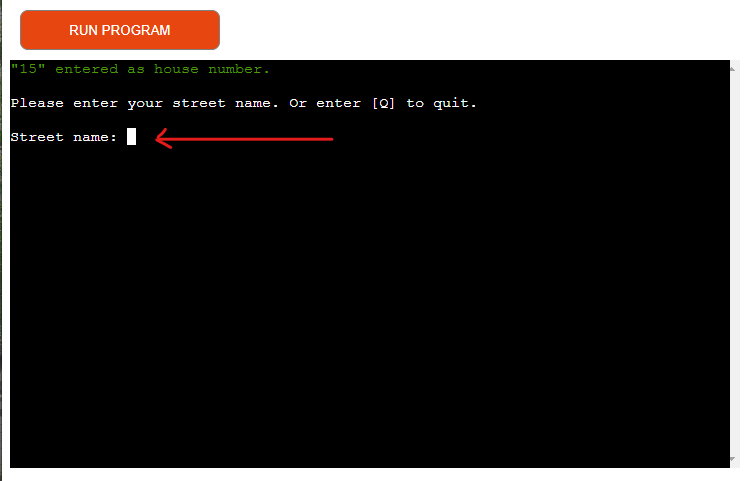 RUN PROGRAM
"15" entered as house number.
Please enter your street name. Or enter [Q] to quit.
Street name: